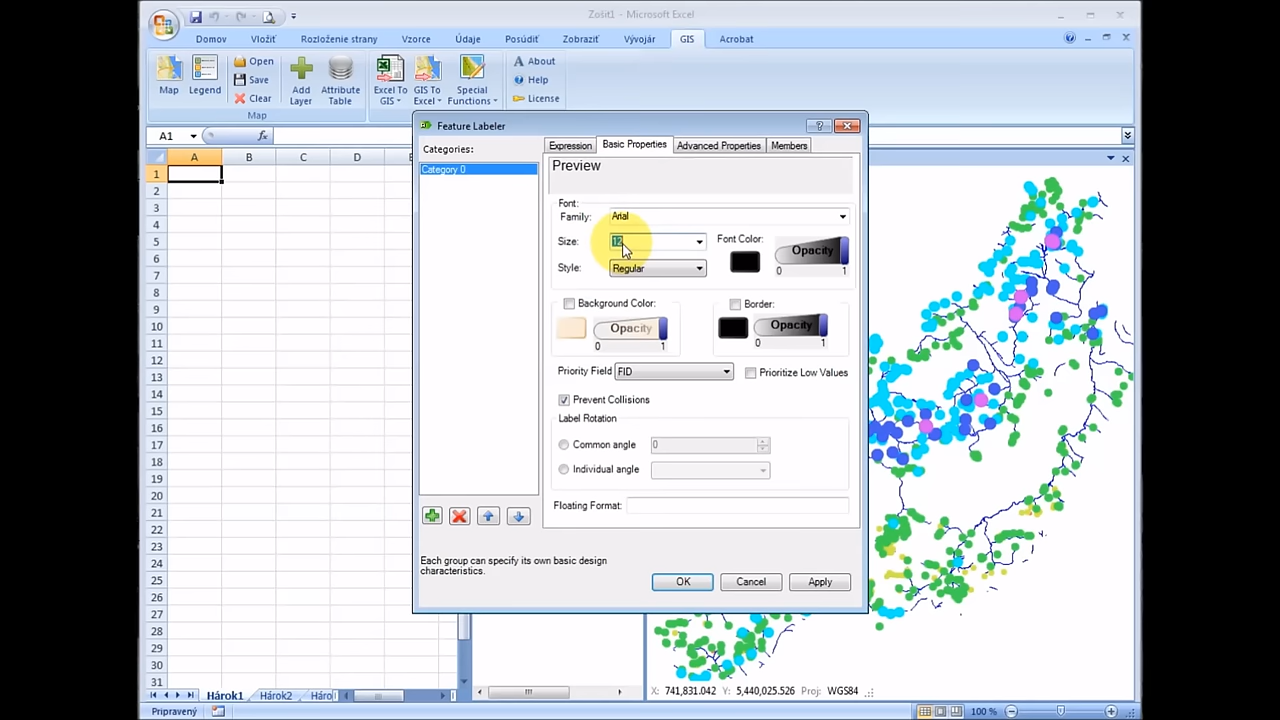 Zošit1 - Microsoft Excel
Domov Vložiť Rozloženie strany Vzorce Údaje Posúdiť Zobraziť Vývojár GIS Acrobat
Map
Legend
Open
Save
Clear
Map
Add Layer
Attribute Table
Excel To GIS
GIS To Excel
Special Functions
About
Help
License
A1
fx
A B C D E
1
2
3
4
5
6
7
8
9
10
11
12
13
14
15
16
17
18
19
20
21
22
23
24
25
26
27
28
29
30
31
Feature Labeler
Categories:
Category 0
Expression Basic Properties Advanced Properties Members
Preview
Font:
Family: Arial
Size: 12
Font Color:
Opacity
0 1
Style: Regular
Background Color:
Opacity
0 1
Border:
Opacity
0 1
Priority Field FID Prioritize Low Values
Prevent Collisions
Label Rotation
Common angle 0
Individual angle
Floating Format:
Each group can specify its own basic design
characteristics.
OK Cancel Apply
Hárok1 Hárok2 Háro
X: 741,831.042 Y: 5,440,025.526 Proj: WGS84
Pripravený
100 %